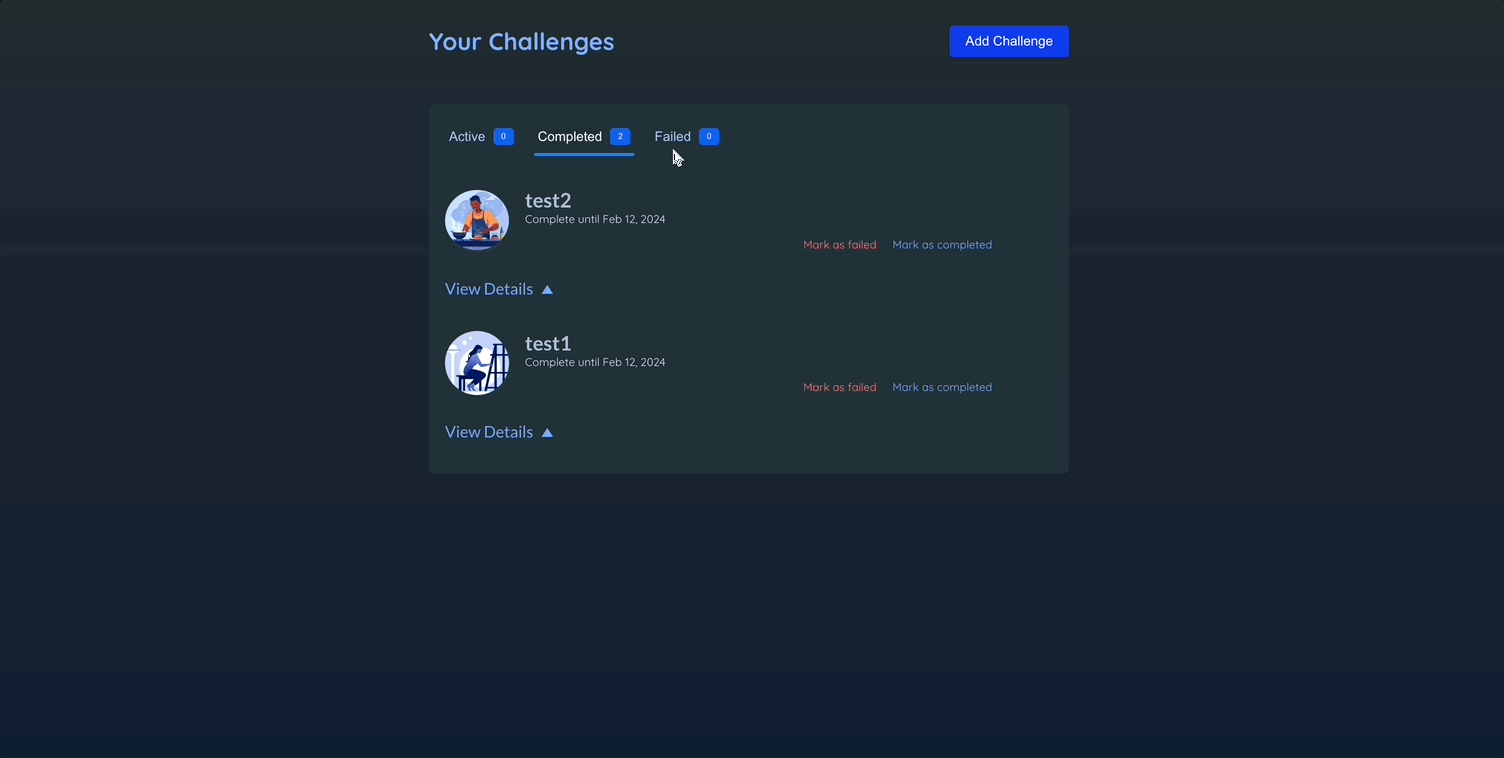 Your Challenges
Add Challenge
Active 0 Completed 2 Failed 0
test2
Complete until Feb 12, 2024
Mark as failed Mark as completed
View Details ▲
test1
Complete until Feb 12, 2024
Mark as failed Mark as completed
View Details ▲